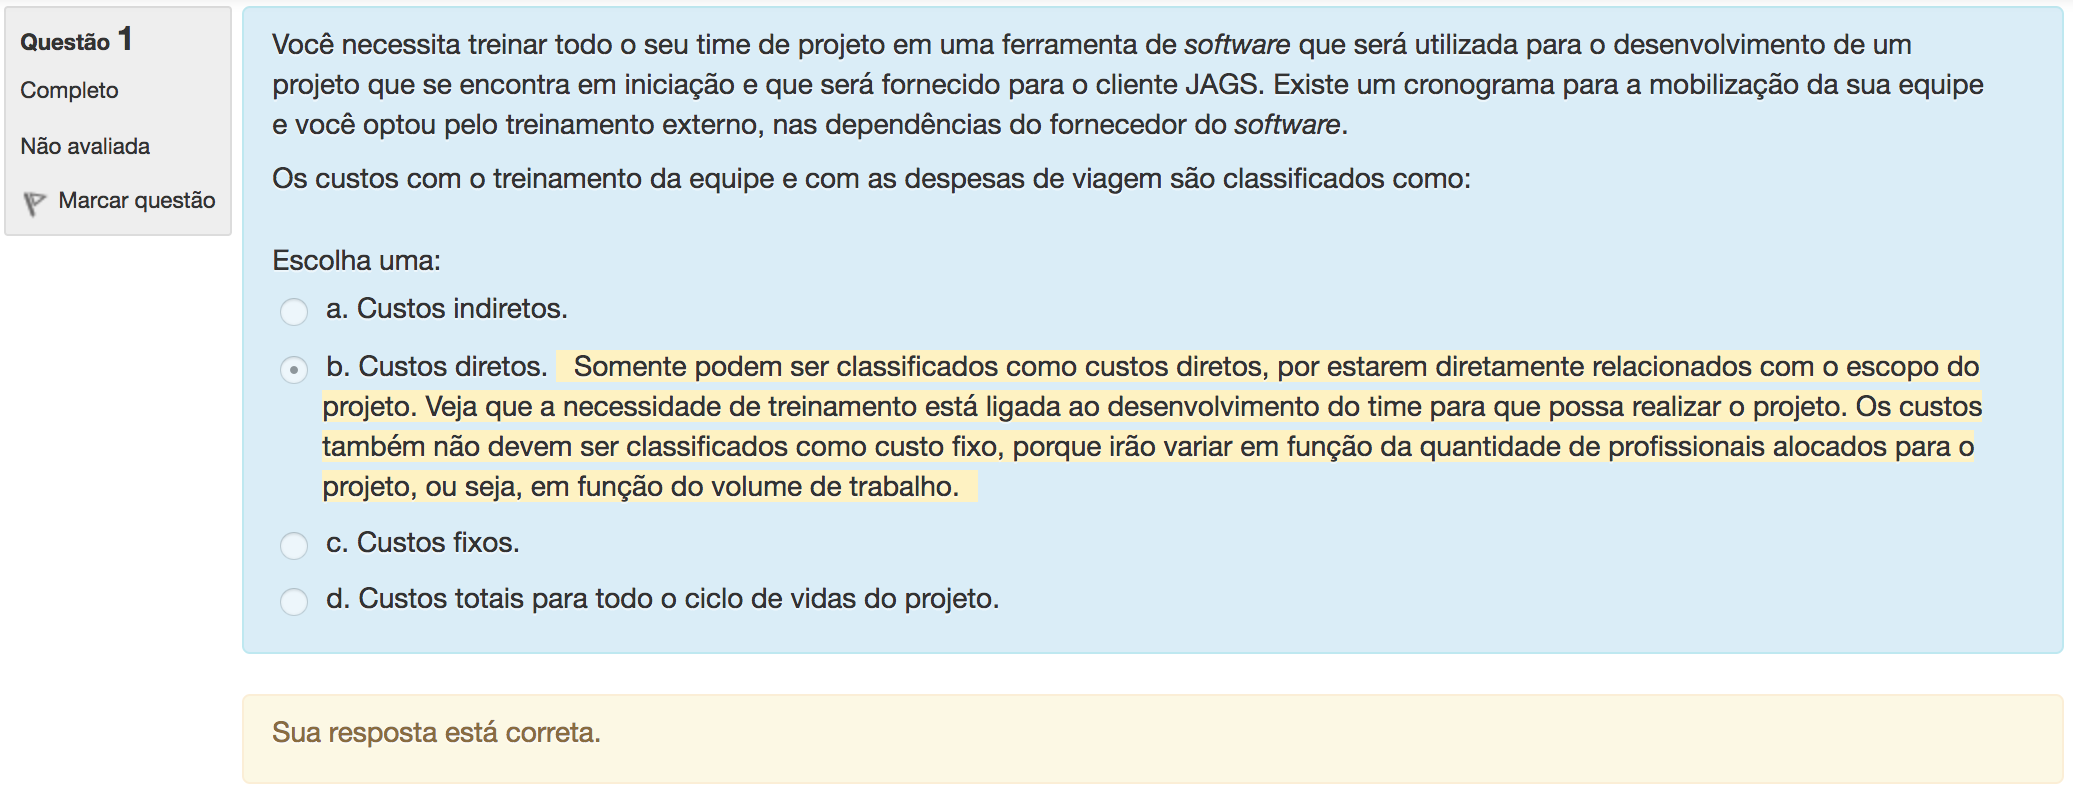 Questão 1
Completo
Não avaliada
Marcar questão
Você necessita treinar todo o seu time de projeto em uma ferramenta de software que será utilizada para o desenvolvimento de um
projeto que se encontra em iniciação e que será fornecido para o cliente JAGS. Existe um cronograma para a mobilização da sua equipe
e você optou pelo treinamento externo, nas dependências do fornecedor do software.
Os custos com o treinamento da equipe e com as despesas de viagem são classificados como:
Escolha uma:
a. Custos indiretos.
b. Custos diretos. Somente podem ser classificados como custos diretos, por estarem diretamente relacionados com o escopo do
projeto. Veja que a necessidade de treinamento está ligada ao desenvolvimento do time para que possa realizar o projeto. Os custos
também não devem ser classificados como custo fixo, porque irão variar em função da quantidade de profissionais alocados para o
projeto, ou seja, em função do volume de trabalho.
c. Custos fixos.
d. Custos totais para todo o ciclo de vidas do projeto.
Sua resposta está correta.